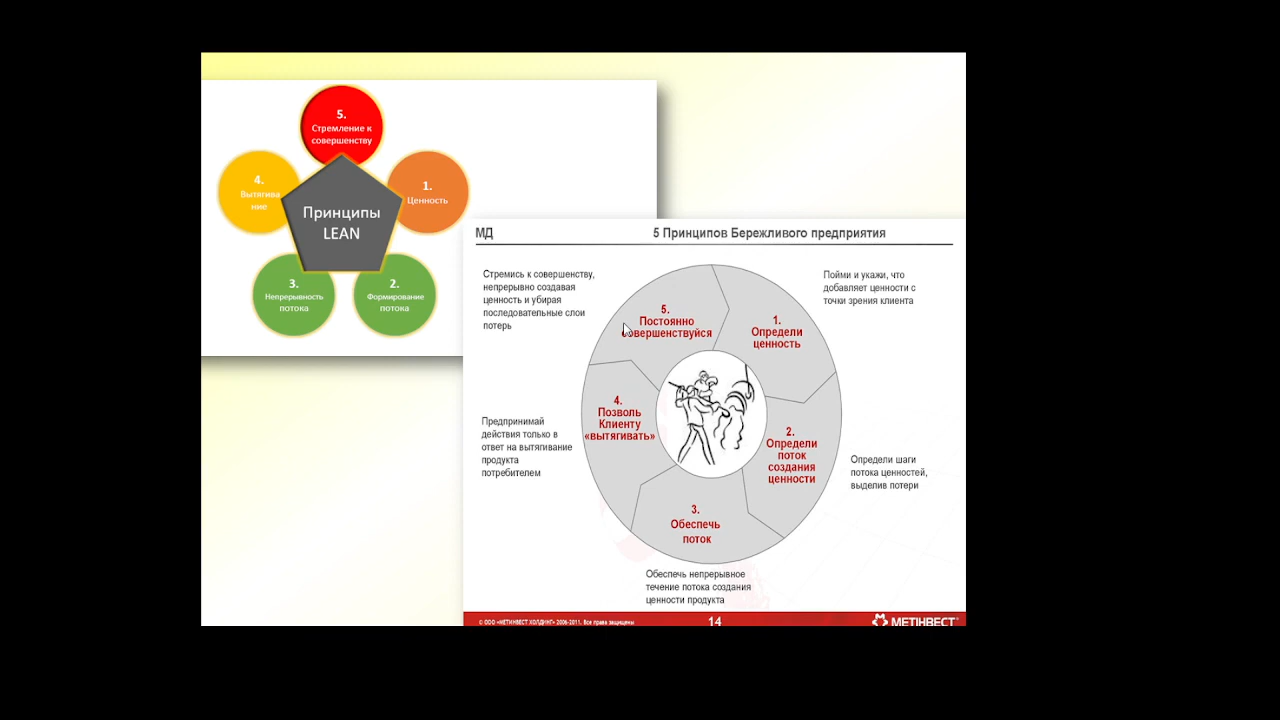 5.
Стремление к
совершенству
4.
Вытягива
ние
1.
Ценность
Принципы
LEAN
3.
Непрерывность
потока
2.
Формирование
потока
МД
5 Принципов Бережливого предприятия
Стремись к совершенству,
непрерывно создавая
ценность и убирая
последовательные слои
потерь
Пойми и укажи, что
добавляет ценности с
точки зрения клиента
5.
Постоянно
совершенствуйся
1.
Определи
ценность
4.
Позволь
Клиенту
«вытягивать»
Предпринимай
действия только в
ответ на вытягивание
продукта
потребителем
2.
Определи
поток
создания
ценности
Определи шаги
потока ценностей,
выделив потери
3.
Обеспечь
поток
Обеспечь непрерывное
течение потока создания
ценности продукта
© ООО «МЕТИНВЕСТ ХОЛДИНГ» 2006-2011. Все права защищены
14
МЕТІНВЕСТ